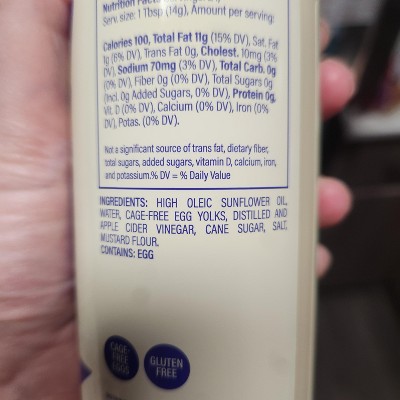 Nutrition Facts
Serv. size: 1 Tbsp (14g), Amount per serving:
Calories 100, Total Fat 11g (15% DV), Sat. Fat
1g (6% DV), Trans Fat 0g, Cholest. 10mg (3%
DV), Sodium 70mg (3% DV), Total Carb. 0g
(0% DV), Fiber 0g (0% DV), Total Sugars 0g
(Incl. 0g Added Sugars, 0% DV), Protein 0g,
Vit. D (0% DV), Calcium (0% DV), Iron (0%
DV), Potas. (0% DV).
Not a significant source of trans fat, dietary fiber,
total sugars, added sugars, vitamin D, calcium, iron,
and potassium.% DV = % Daily Value
INGREDIENTS: HIGH OLEIC SUNFLOWER OIL,
WATER, CAGE-FREE EGG YOLKS, DISTILLED AND
APPLE CIDER VINEGAR, CANE SUGAR, SALT,
MUSTARD FLOUR.
CONTAINS: EGG
CAGE-
FREE
EGGS
GLUTEN
FREE